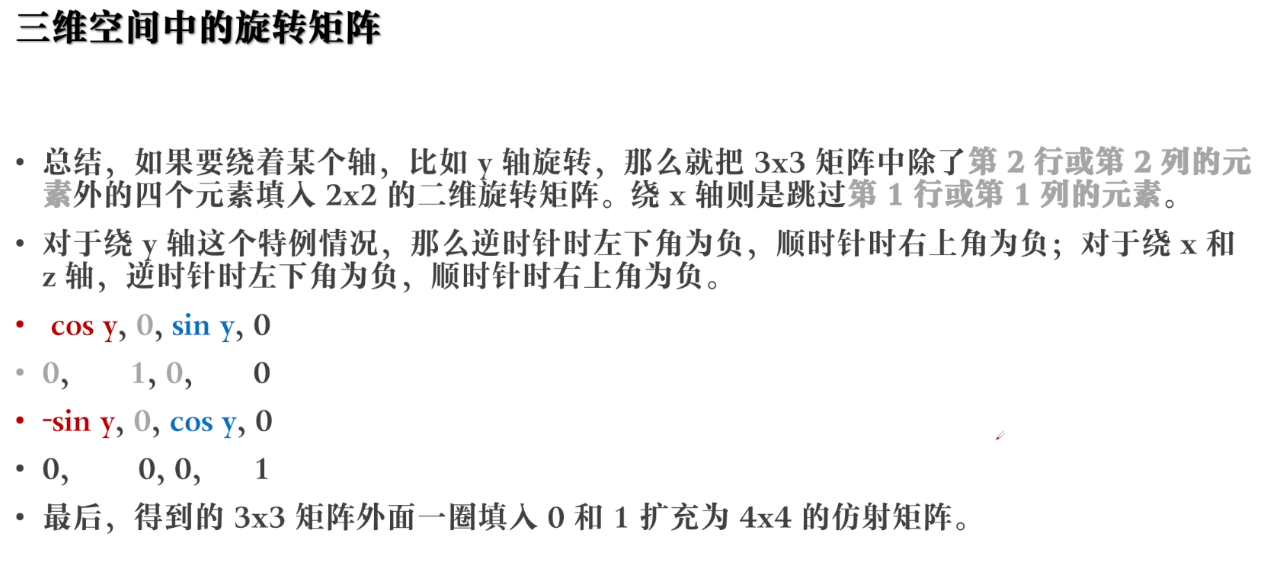 三维空间中的旋转矩阵
• 总结，如果要绕着某个轴，比如 y 轴旋转，那么就把 3x3 矩阵中除了第 2 行或第 2 列的元
素外的四个元素填入 2x2 的二维旋转矩阵。绕 x 轴则是跳过第 1 行或第 1 列的元素。
• 对于绕 y 轴这个特例情况，那么逆时针时左下角为负，顺时针时右上角为负；对于绕 x 和
z 轴，逆时针时左下角为负，顺时针时右上角为负。
• cos y, 0, sin y, 0
• 0, 1, 0, 0
• -sin y, 0, cos y, 0
• 0, 0, 0, 1
• 最后，得到的 3x3 矩阵外面一圈填入 0 和 1 扩充为 4x4 的仿射矩阵。